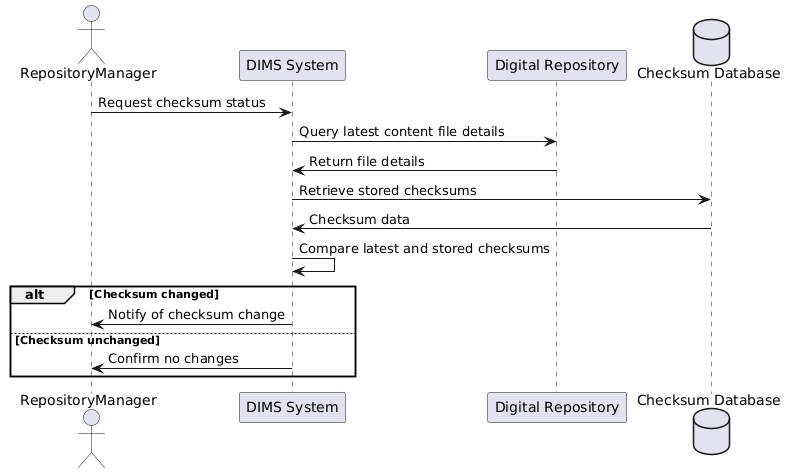 RepositoryManager
DIMS System
Digital Repository
Checksum Database
Request checksum status
Query latest content file details
Return file details
Retrieve stored checksums
Checksum data
Compare latest and stored checksums
alt [Checksum changed]
Notify of checksum change
[Checksum unchanged]
Confirm no changes
RepositoryManager
DIMS System
Digital Repository
Checksum Database